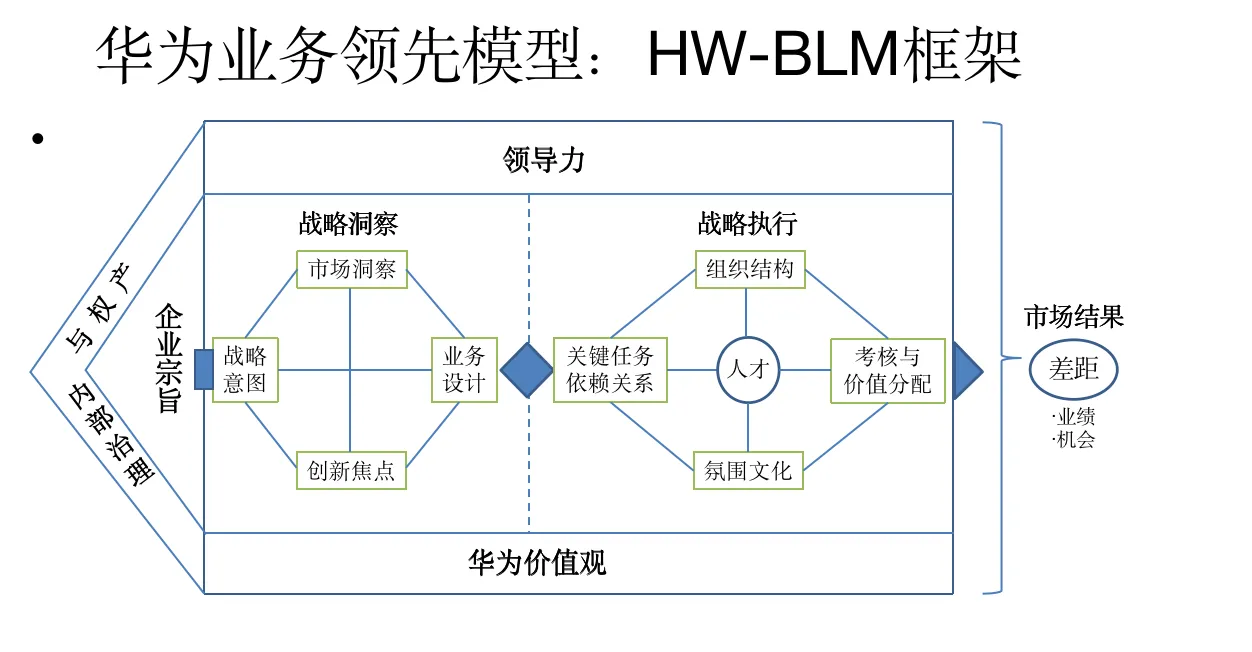 华为业务领先模型：HW-BLM框架
•
领导力
战略洞察
战略执行
市场洞察
组织结构
产权与
内部治理
企业宗旨
战略
意图
业务
设计
关键任务
依赖关系
人才
考核与
价值分配
创新焦点
氛围文化
华为价值观
市场结果
差距
·业绩
·机会